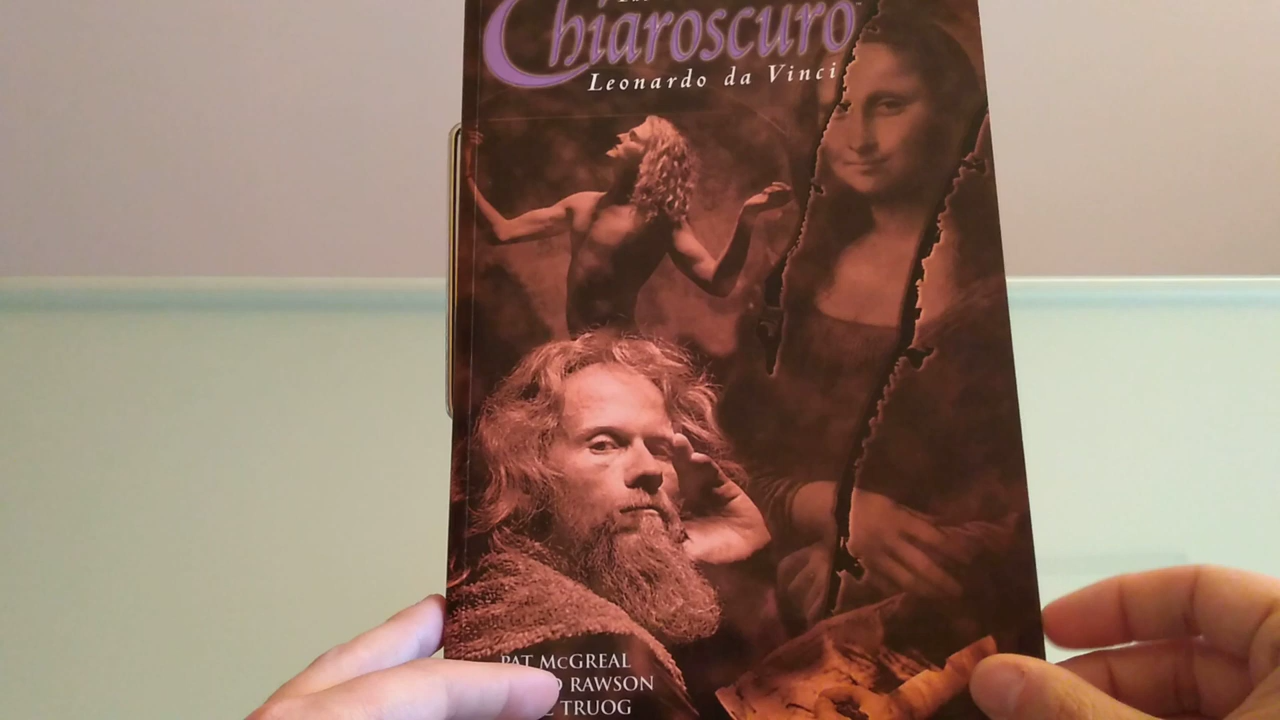 Chiaroscuro
Leonardo da Vinci
PAT McGREAL
RAWSON
TRUOG